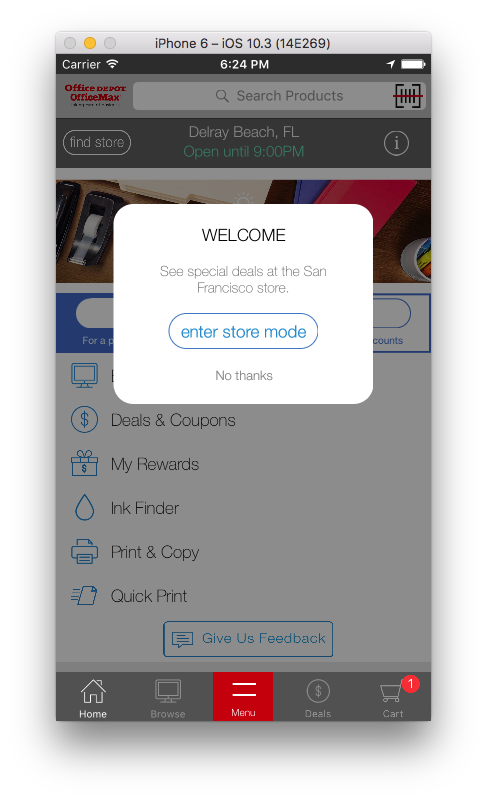 iPhone 6 – iOS 10.3 (14E269)
Carrier 6:24 PM
Office DEPOT
OfficeMax
Search Products
find store
Delray Beach, FL
Open until 9:00PM
i
WELCOME
See special deals at the San
Francisco store.
enter store mode
No thanks
For a p
counts
$ Deals & Coupons
$ My Rewards
Ink Finder
Print & Copy
Quick Print
Give Us Feedback
Home
Browse
Menu
$ Deals
1
Cart